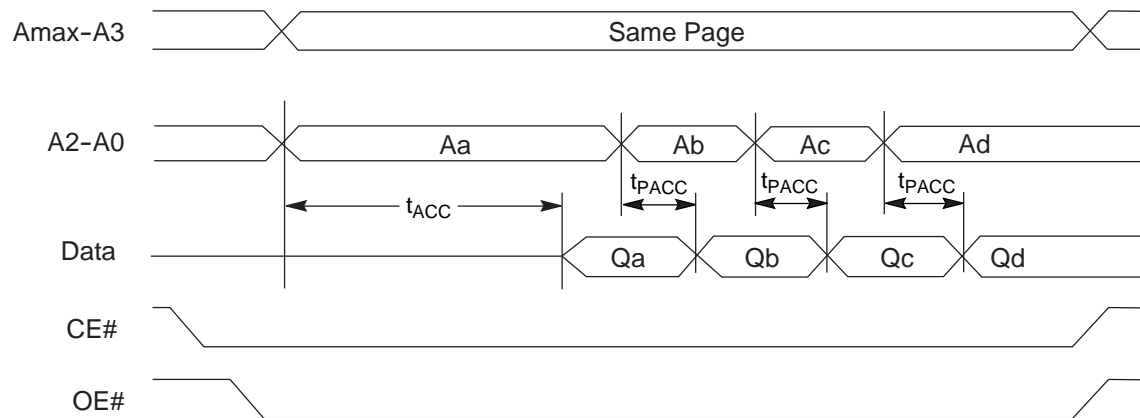 Amax-A3 Same Page
A2-A0 Aa Ab Ac Ad
tACC tPACC tPACC tPACC
Data Qa Qb Qc Qd
CE#
OE#